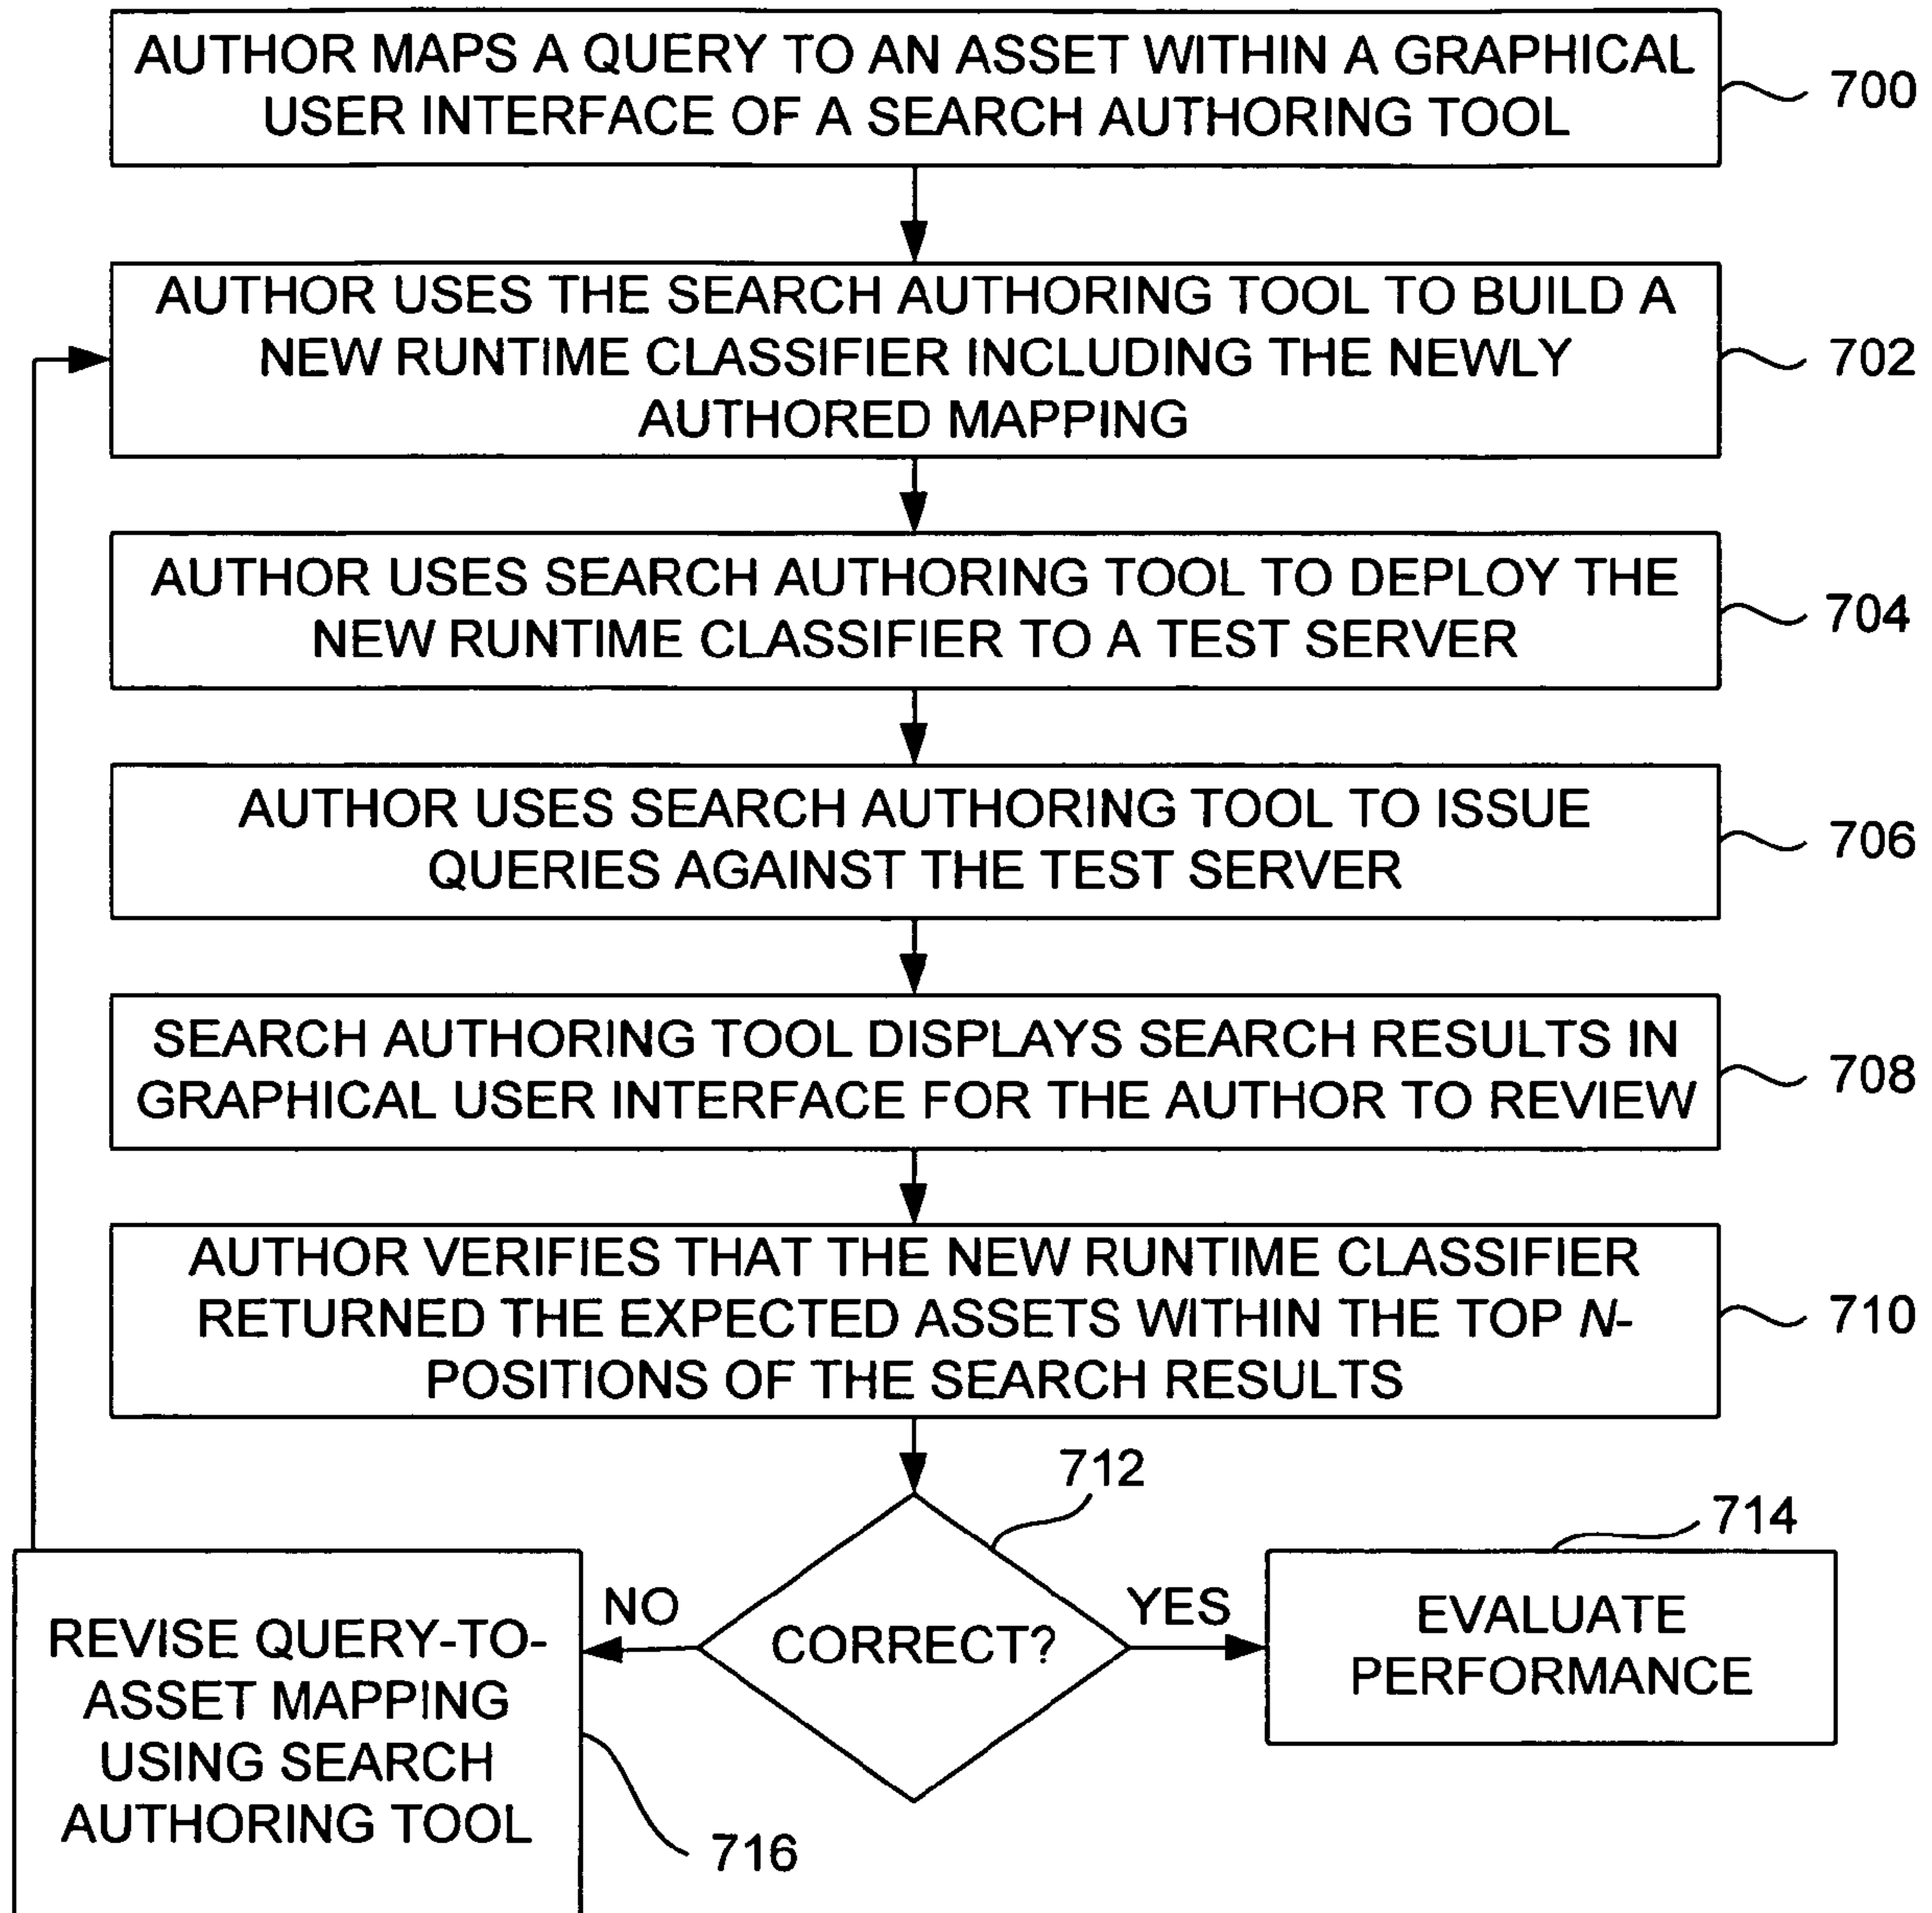 AUTHOR MAPS A QUERY TO AN ASSET WITHIN A GRAPHICAL
USER INTERFACE OF A SEARCH AUTHORING TOOL
700
AUTHOR USES THE SEARCH AUTHORING TOOL TO BUILD A
NEW RUNTIME CLASSIFIER INCLUDING THE NEWLY
AUTHORED MAPPING
702
AUTHOR USES SEARCH AUTHORING TOOL TO DEPLOY THE
NEW RUNTIME CLASSIFIER TO A TEST SERVER
704
AUTHOR USES SEARCH AUTHORING TOOL TO ISSUE
QUERIES AGAINST THE TEST SERVER
706
SEARCH AUTHORING TOOL DISPLAYS SEARCH RESULTS IN
GRAPHICAL USER INTERFACE FOR THE AUTHOR TO REVIEW
708
AUTHOR VERIFIES THAT THE NEW RUNTIME CLASSIFIER
RETURNED THE EXPECTED ASSETS WITHIN THE TOP N-
POSITIONS OF THE SEARCH RESULTS
710
712
CORRECT?
NO
YES
714
EVALUATE
PERFORMANCE
REVISE QUERY-TO-
ASSET MAPPING
USING SEARCH
AUTHORING TOOL
716